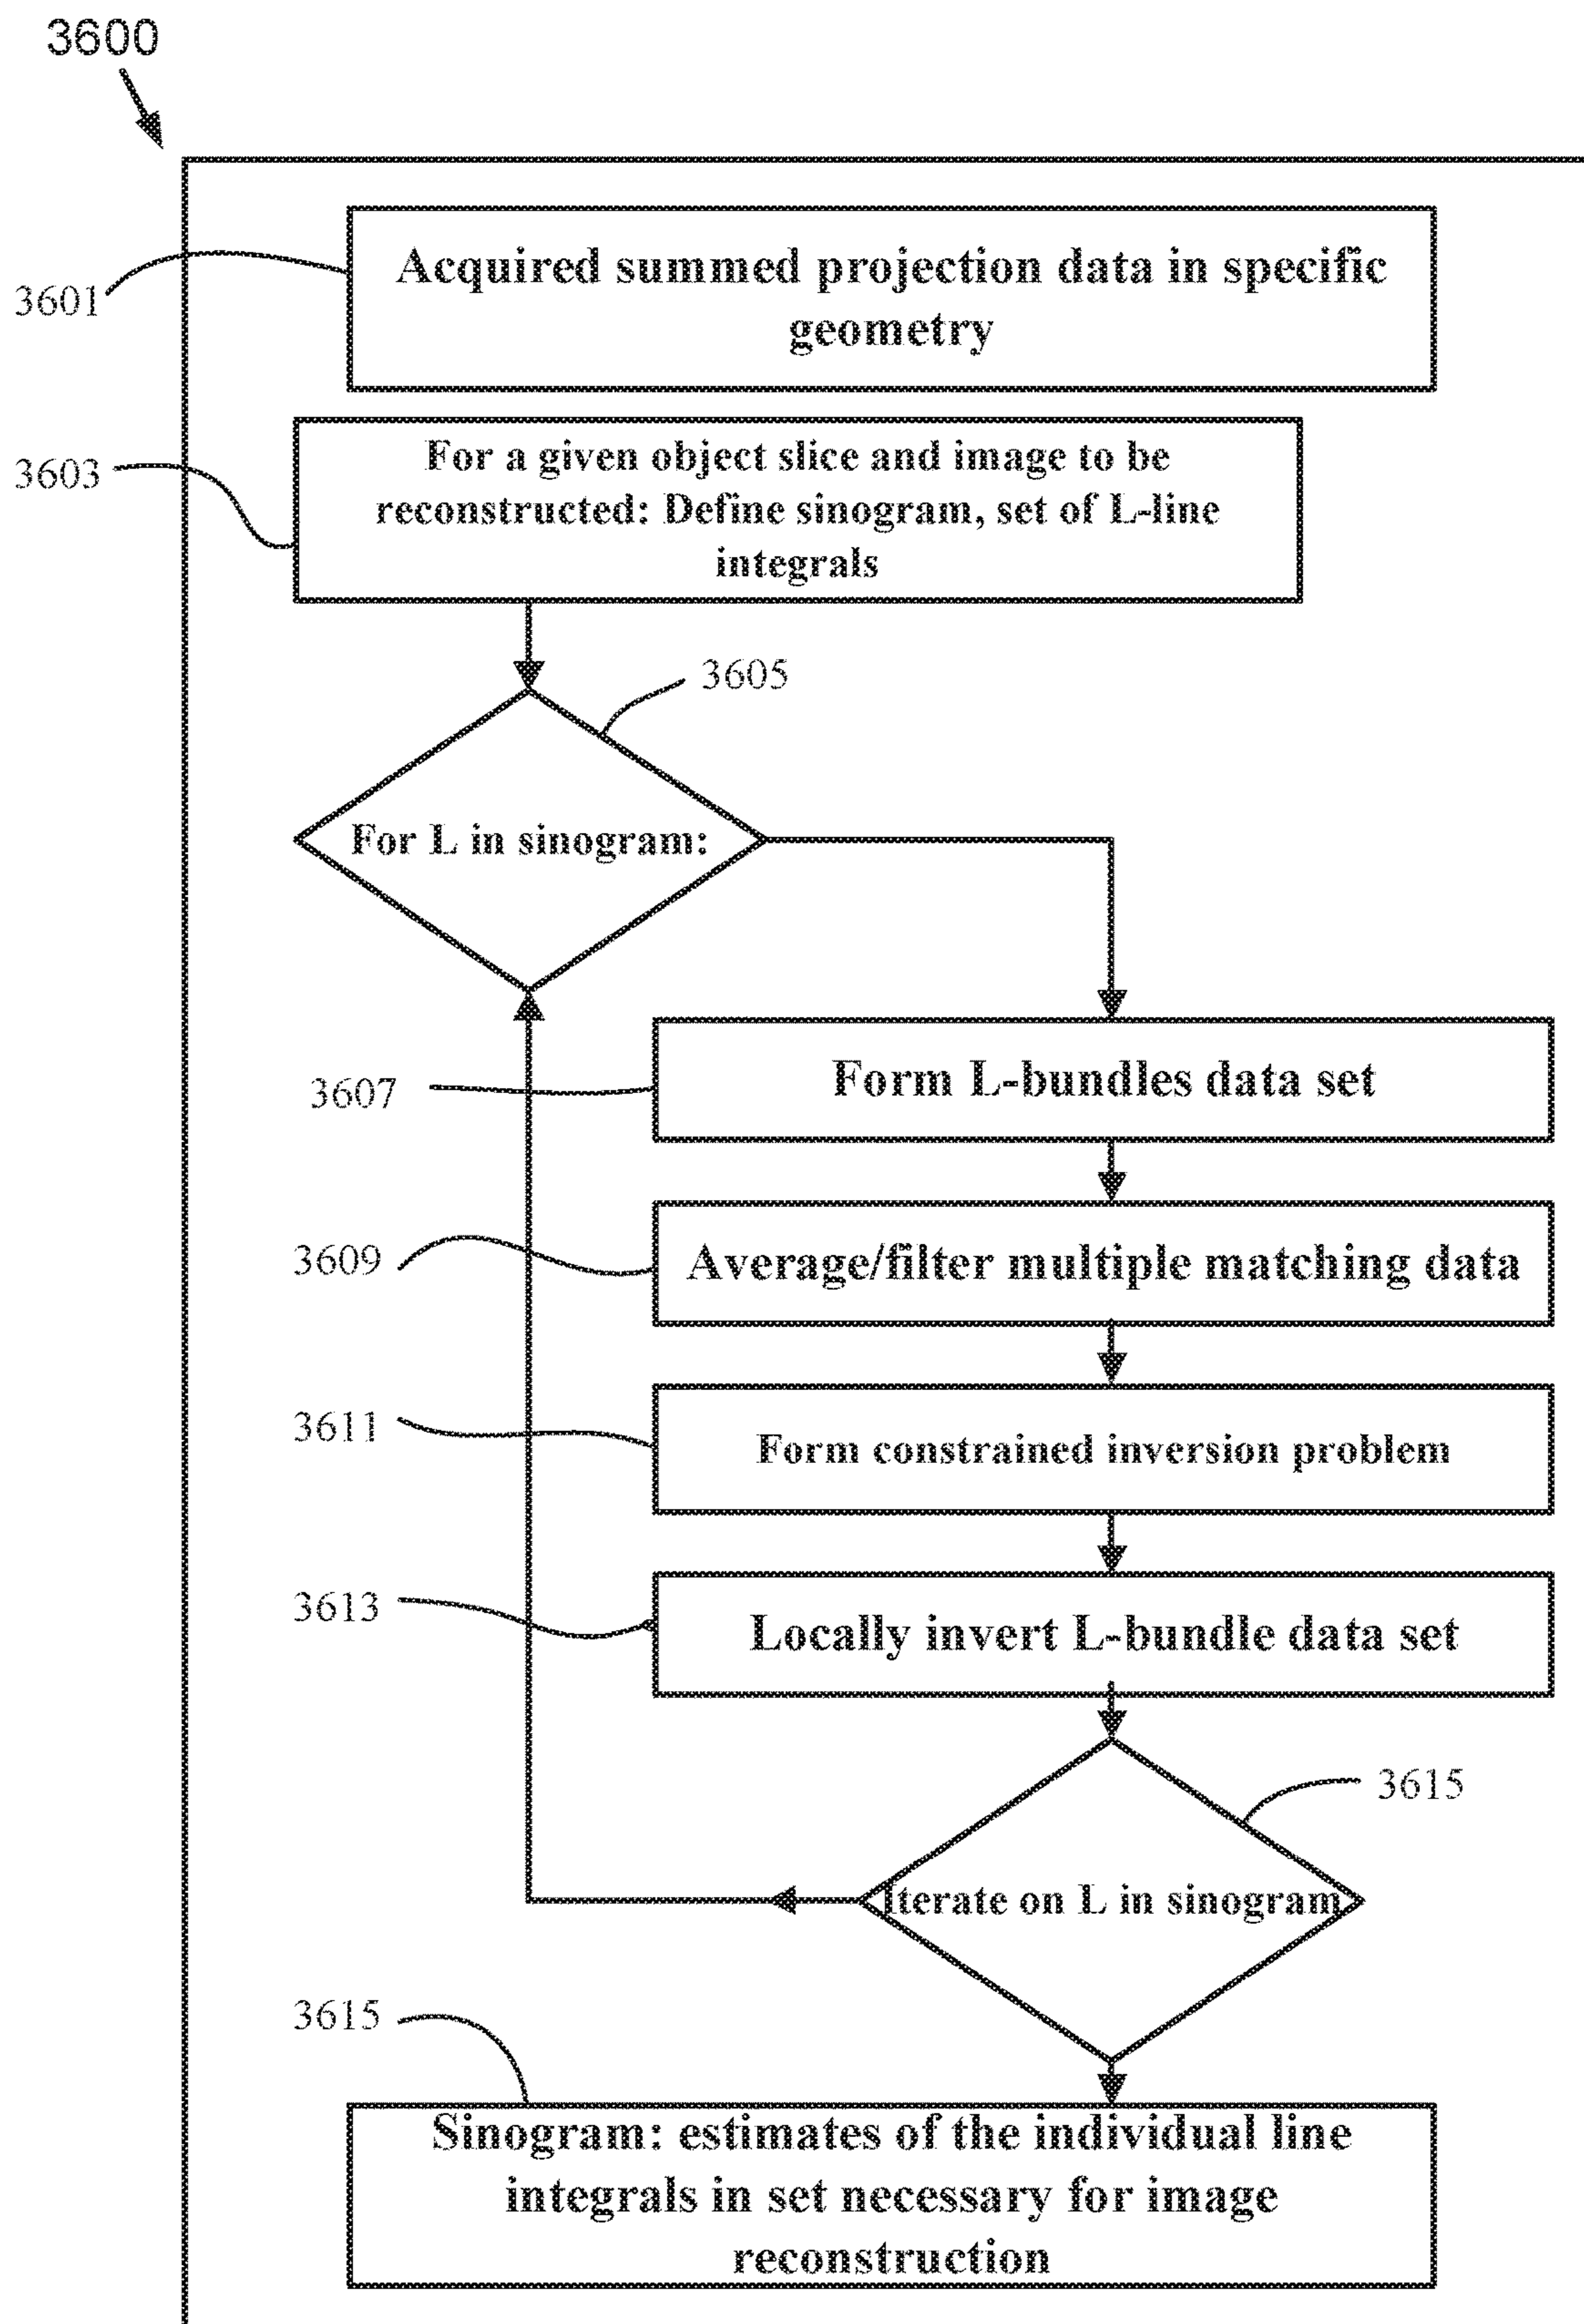 3600
Acquired summed projection data in specific
geometry
3601
For a given object slice and image to be
reconstructed: Define sinogram, set of L-line
integrals
3603
3605
For L in sinogram:
Form L-bundles data set
3607
Average/filter multiple matching data
3609
Form constrained inversion problem
3611
Locally invert L-bundle data set
3613
3615
Iterate on L in sinogram
3615
Sinogram: estimates of the individual line
integrals in set necessary for image
reconstruction